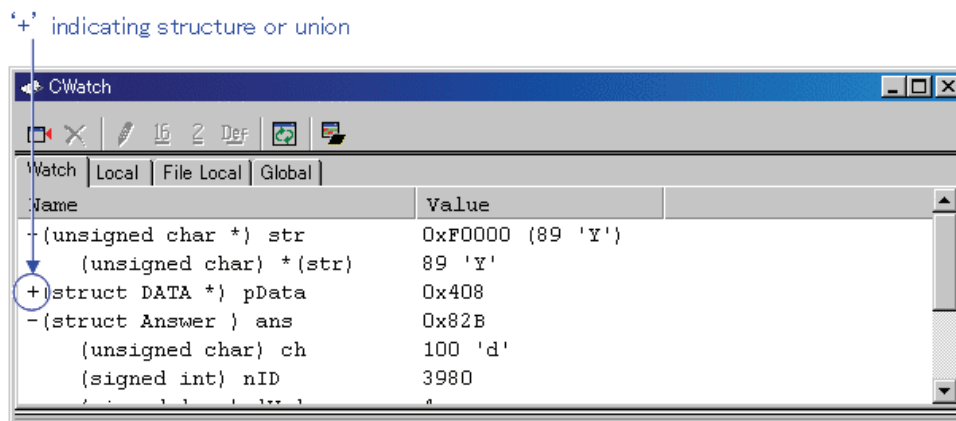 ‘+’ indicating structure or union
CWatch
16 2 Def
Watch Local File Local Global
Name Value
-(unsigned char *) str 0xF0000 (89 'Y')
(unsigned char) *(str) 89 'Y'
+(struct DATA *) pData 0x408
-(struct Answer ) ans 0x82B
(unsigned char) ch 100 'd'
(signed int) nID 3980